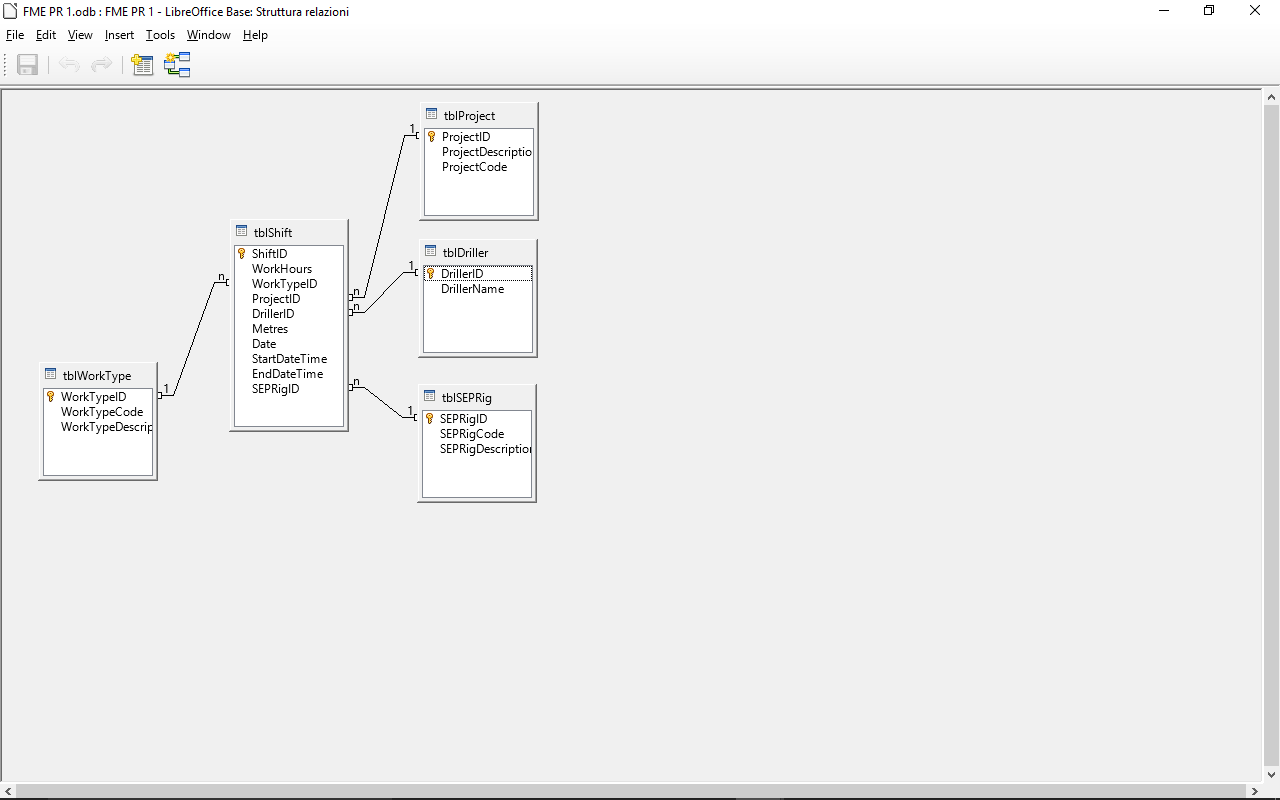 FME PR 1.odb : FME PR 1 - LibreOffice Base: Struttura relazioni
File Edit View Insert Tools Window Help
tblProject
1
ProjectID
ProjectDescriptio
ProjectCode
tblShift
ShiftID
WorkHours
WorkTypeID
ProjectID
DrillerID
Metres
Date
StartDateTime
EndDateTime
SEPRigID
n
n
n
n
tblDriller
1
DrillerID
DrillerName
tblWorkType
1
WorkTypeID
WorkTypeCode
WorkTypeDescrip
tblSEPRig
1
SEPRigID
SEPRigCode
SEPRigDescription